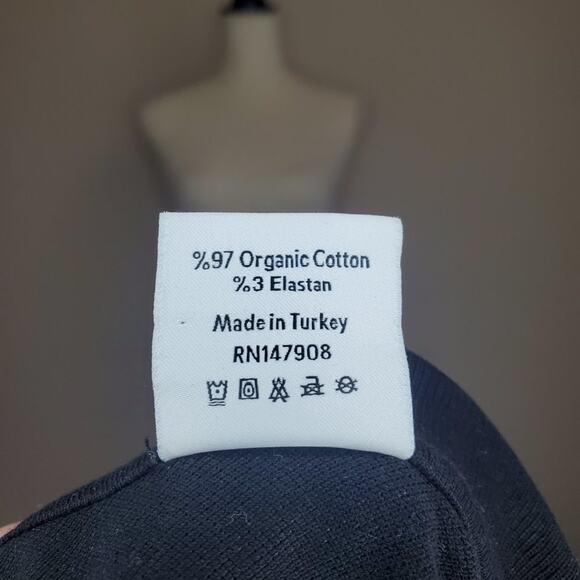 %97 Organic Cotton
%3 Elastan
Made in Turkey
RN147908